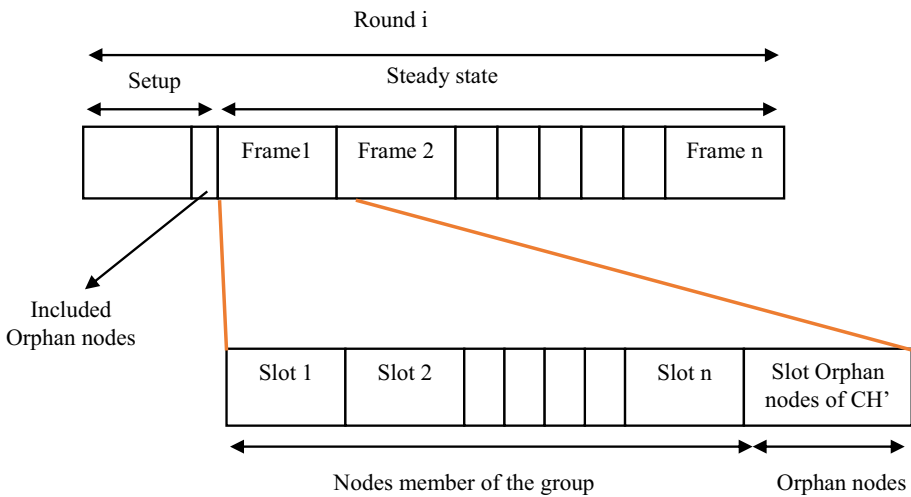 Round i
Setup
Steady state
Frame1
Frame 2
Frame n
Included
Orphan nodes
Slot 1
Slot 2
Slot n
Slot Orphan
nodes of CH’
Nodes member of the group
Orphan nodes